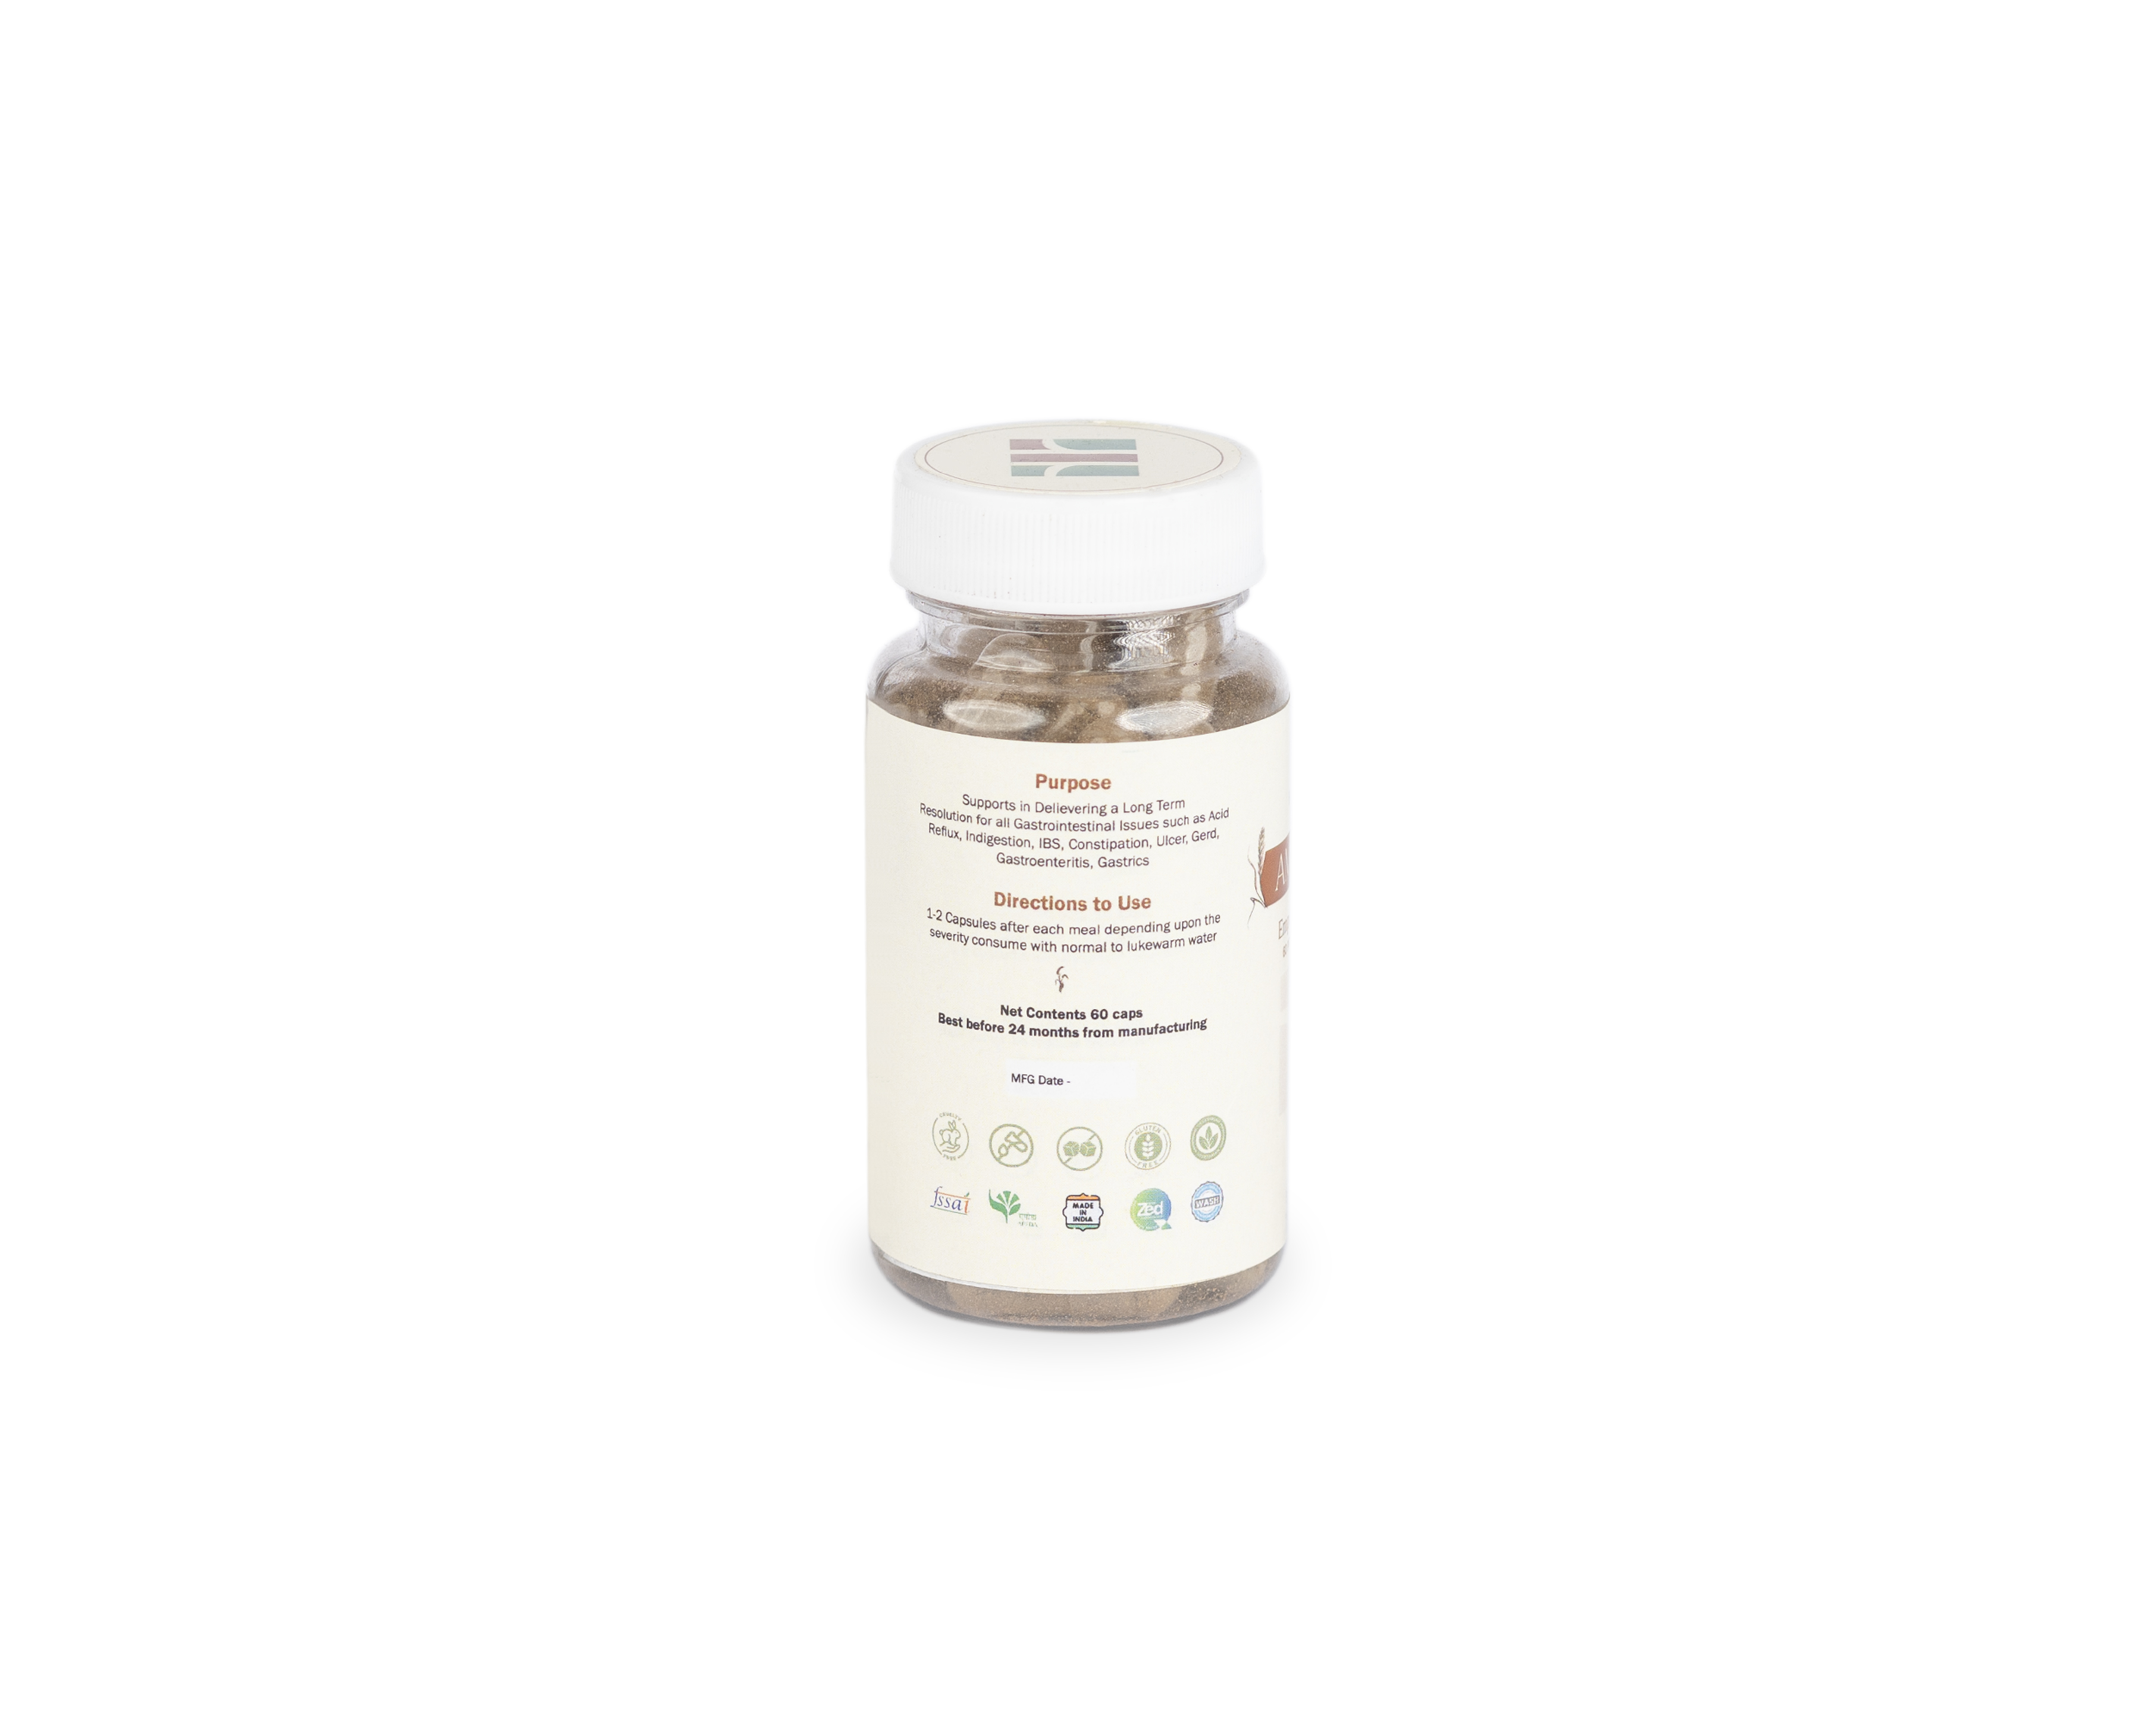 Purpose
Supports in Delievering a Long Term
Resolution for all Gastrointestinal Issues such as Acid
Reflux, Indigestion, IBS, Constipation, Ulcer, Gerd,
Gastroenteritis, Gastrics
Directions to Use
1-2 Capsules after each meal depending upon the
severity consume with normal to lukewarm water
Net Contents 60 caps
Best before 24 months from manufacturing
MFG Date -
GLUTEN
FREE
fssai
MADE
IN
INDIA
Zed
WASH